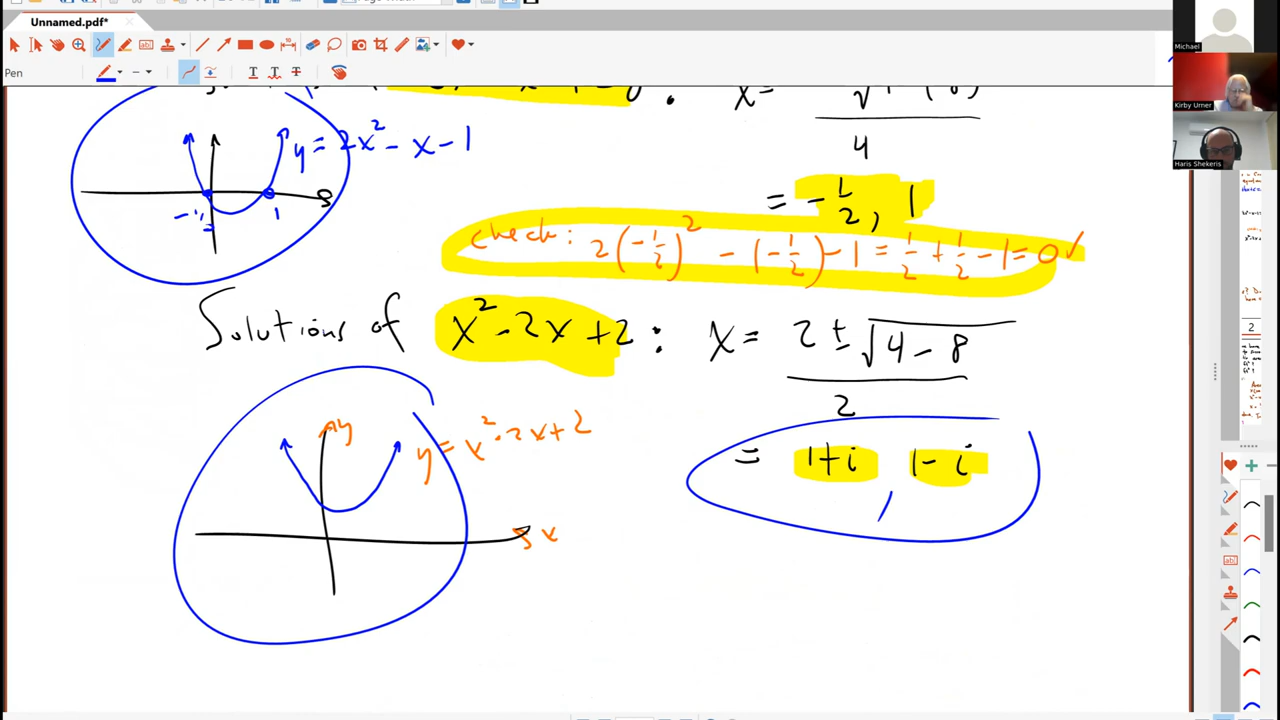 Unnamed.pdf*
Pen
Michael
Kirby Urner
Haris Shekeris
x=
4
y = 2x² - x - 1
-½
1
= -1/2, 1
check: 2(-1/2)² - (-1/2) - 1 = 1/2 + 1/2 - 1 = 0 ✓
Solutions of x² - 2x + 2 : x = 2 ± √4 - 8
2
y
y = x² - 2x + 2
= 1+i , 1-i
x